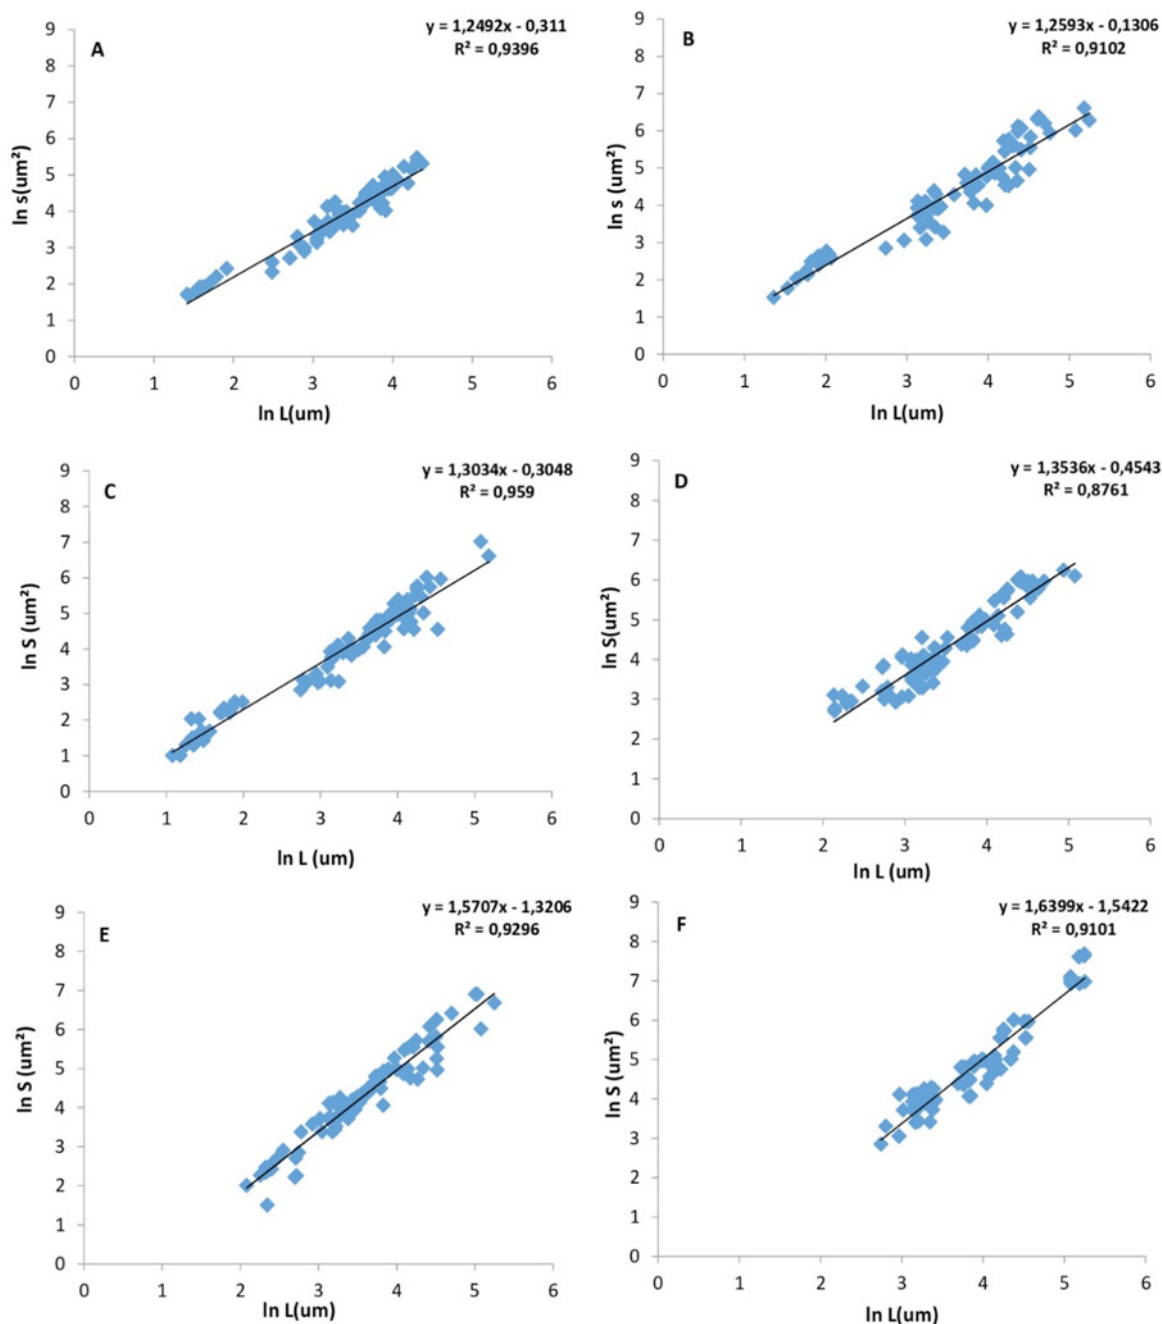 A
y = 1,2492x - 0,311
R² = 0,9396
9
8
7
6
5
4
3
2
1
0
ln s(um²)
0 1 2 3 4 5 6
ln L(um)
B
y = 1,2593x - 0,1306
R² = 0,9102
9
8
7
6
5
4
3
2
1
0
ln s (um²)
0 1 2 3 4 5 6
ln L(um)
C
y = 1,3034x - 0,3048
R² = 0,959
9
8
7
6
5
4
3
2
1
0
ln S (um²)
0 1 2 3 4 5 6
ln L (um)
D
y = 1,3536x - 0,4543
R² = 0,8761
9
8
7
6
5
4
3
2
1
0
ln S(um²)
0 1 2 3 4 5 6
ln L (um)
E
y = 1,5707x - 1,3206
R² = 0,9296
9
8
7
6
5
4
3
2
1
0
ln S (um²)
0 1 2 3 4 5 6
ln L(um)
F
y = 1,6399x - 1,5422
R² = 0,9101
9
8
7
6
5
4
3
2
1
0
ln S (um²)
0 1 2 3 4 5 6
ln L(um)